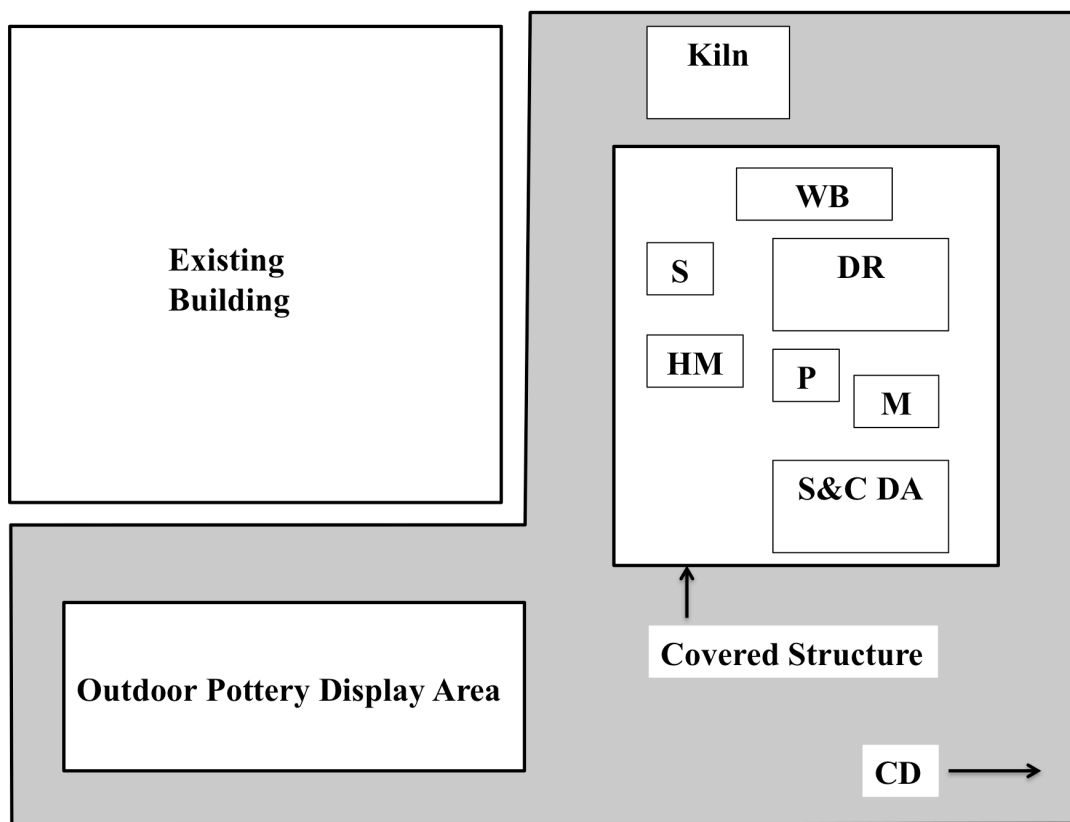 Kiln
WB
Existing
Building
S
DR
HM
P
M
S&C DA
Covered Structure
Outdoor Pottery Display Area
CD